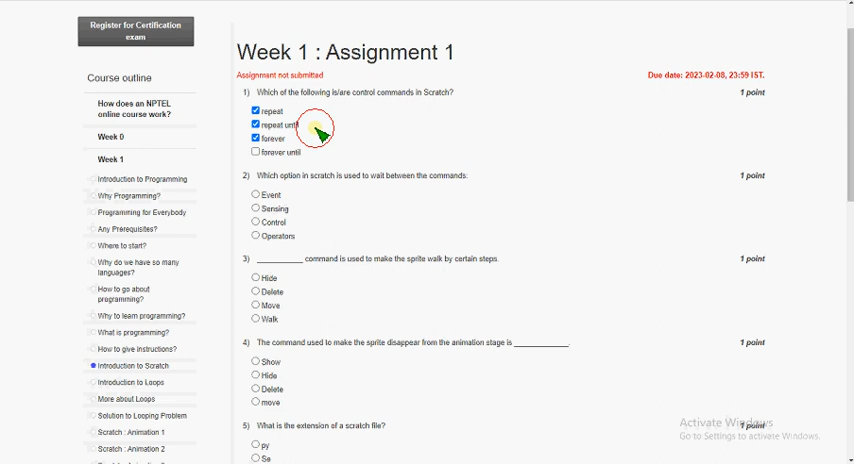 Register for Certification
exam
Week 1 : Assignment 1
Assignment not submitted
Due date: 2023-02-08, 23:59 IST.
Course outline
How does an NPTEL
online course work?
Week 0
Week 1
Introduction to Programming
Why Programming?
Programming for Everybody
Any Prerequisites?
Where to start?
Why do we have so many
languages?
How to go about
programming?
Why to learn programming?
What is programming?
How to give instructions?
Introduction to Scratch
Introduction to Loops
More about Loops
Solution to Looping Problem
Scratch : Animation 1
Scratch : Animation 2
1) Which of the following is/are control commands in Scratch? 1 point
repeat
repeat until
forever
forever until
2) Which option in scratch is used to wait between the commands: 1 point
Event
Sensing
Control
Operators
3) ___________ command is used to make the sprite walk by certain steps. 1 point
Hide
Delete
Move
Walk
4) The command used to make the sprite disappear from the animation stage is _____________. 1 point
Show
Hide
Delete
move
5) What is the extension of a scratch file? 1 point
py
Se
Activate Windows
Go to Settings to activate Windows.